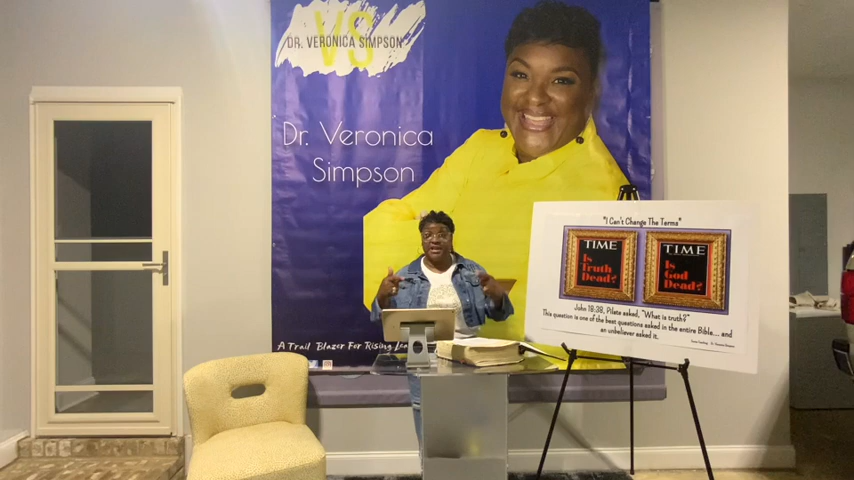 VS
DR. VERONICA SIMPSON
Dr. Veronica
Simpson
A Trail Blazer For Rising Lea
"I Can't Change The Terms"
TIME
Is
Truth
Dead?
TIME
Is
God
Dead?
John 18:38, Pilate asked, "What is truth?"
This question is one of the best questions asked in the entire Bible... and
an unbeliever asked it.